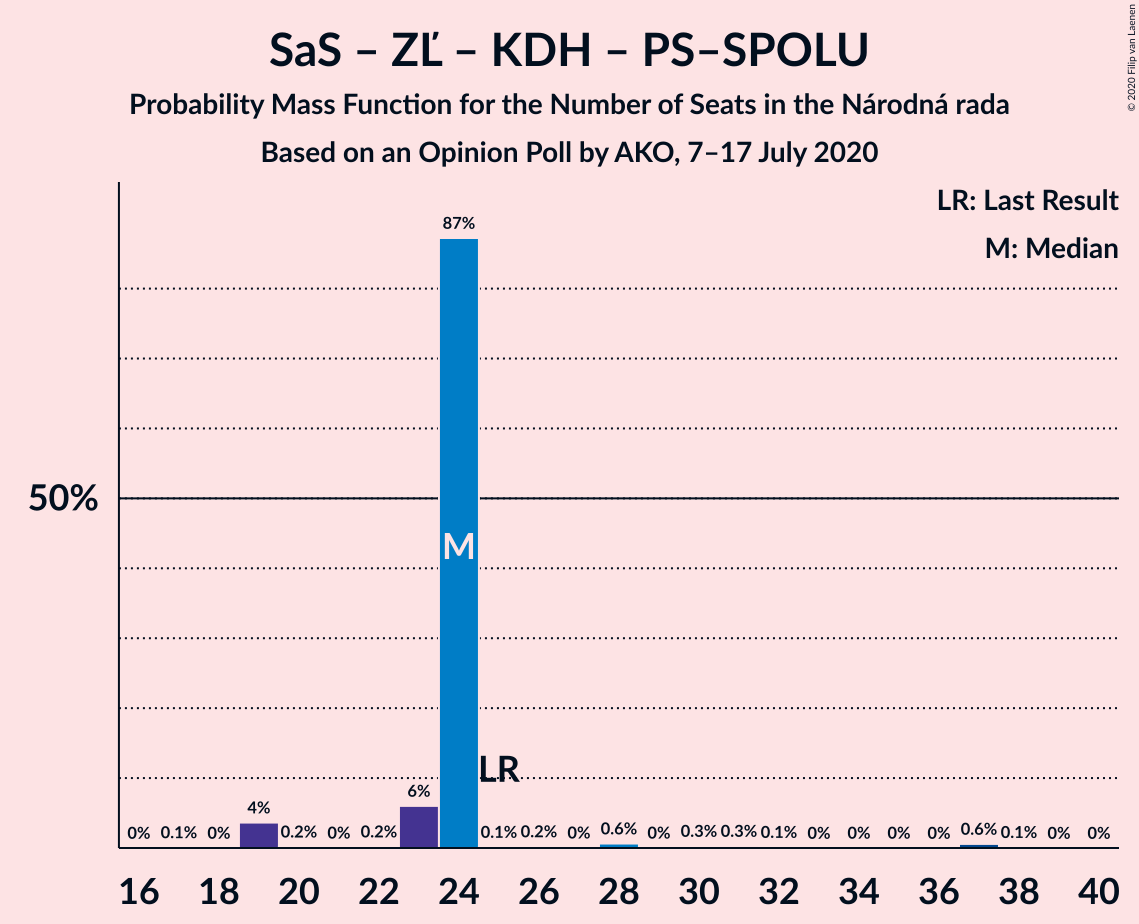 SaS – ZĽ – KDH – PS–SPOLU
Probability Mass Function for the Number of Seats in the Národná rada
Based on an Opinion Poll by AKO, 7–17 July 2020
© 2020 Filip van Laenen
LR: Last Result
M: Median
87%
50%
M
LR
6%
4%
0% 0.1% 0% 0.2% 0% 0.2% 0.1% 0.2% 0% 0.6% 0% 0.3% 0.3% 0.1% 0% 0% 0% 0% 0.6% 0.1% 0% 0%
16 18 20 22 24 26 28 30 32 34 36 38 40